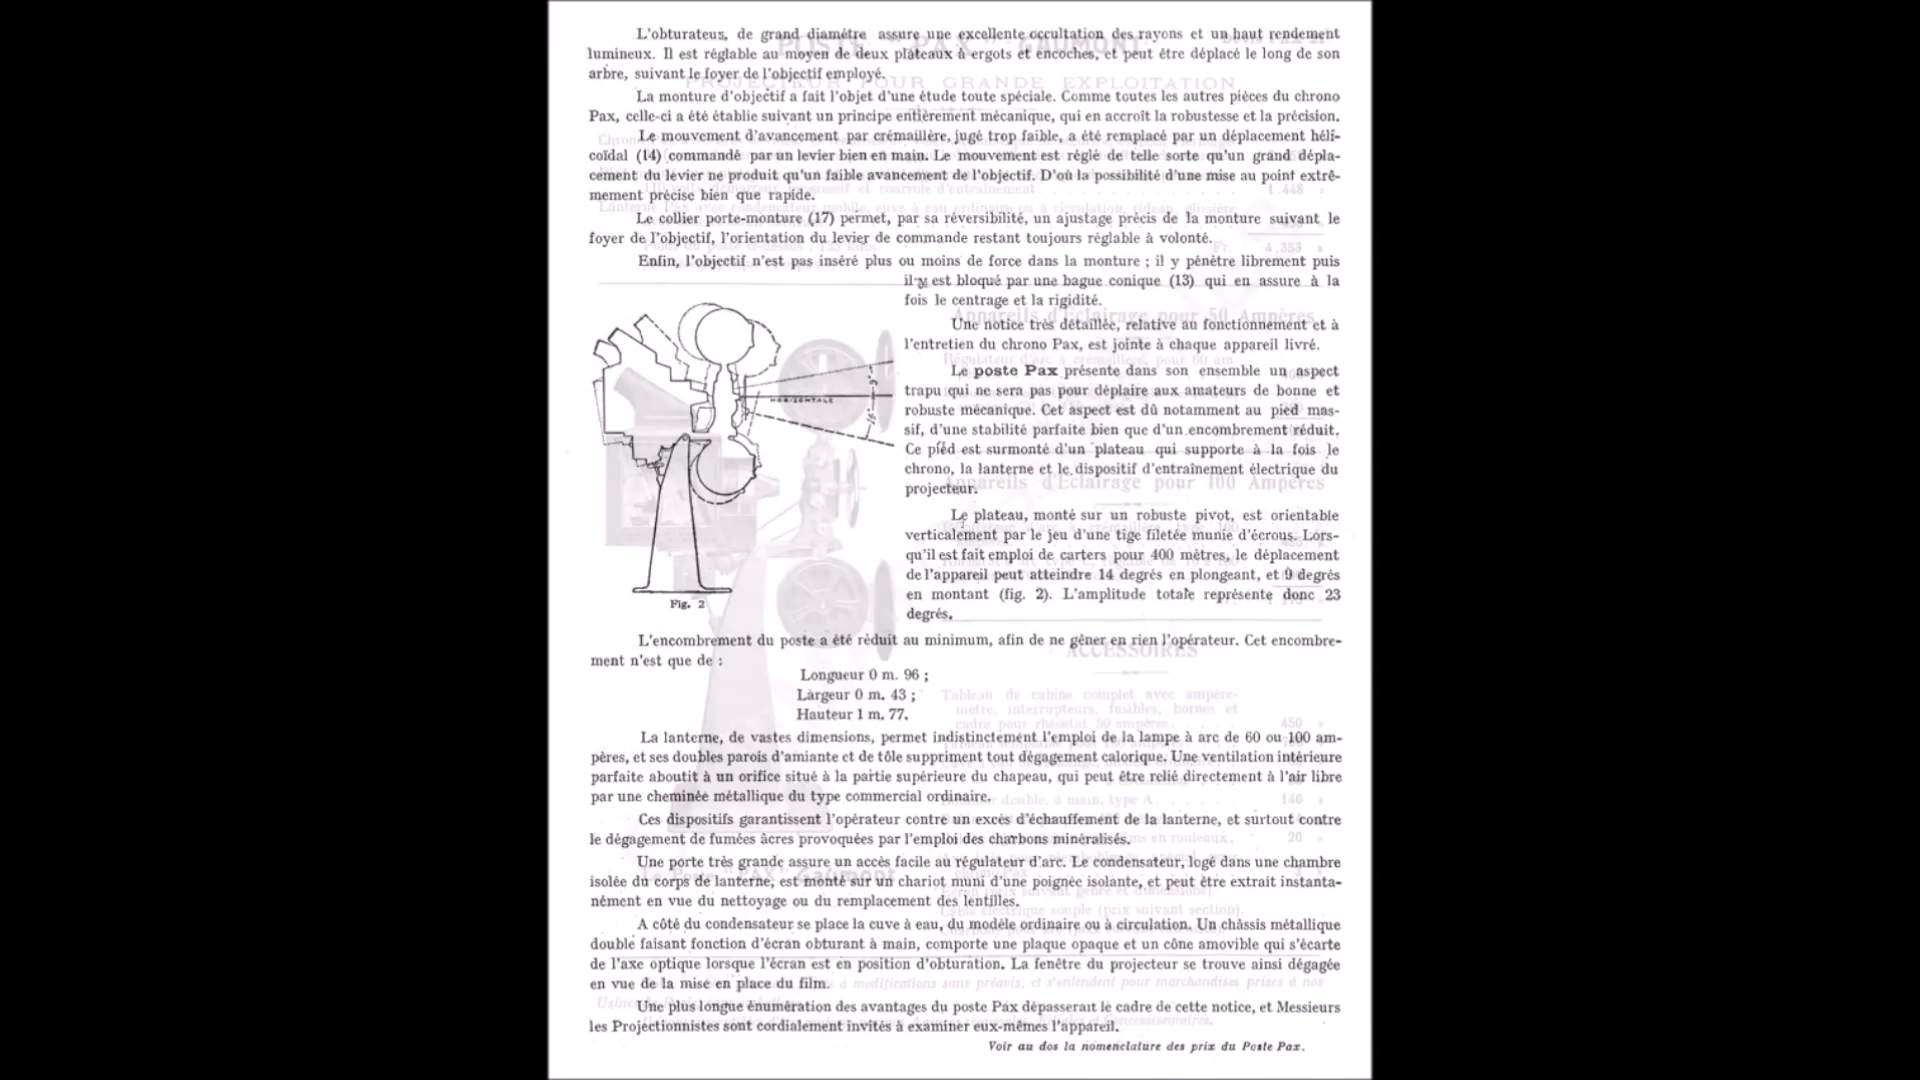 L'obturateur, de grand diamètre assure une excellente occultation des rayons et un haut rendement
lumineux. Il est réglable au moyen de deux plateaux à ergots et encoches, et peut être déplacé le long de son
arbre, suivant le foyer de l'objectif employé.
La monture d'objectif a fait l'objet d'une étude toute spéciale. Comme toutes les autres pièces du chrono
Pax, celle-ci a été établie suivant un principe entièrement mécanique, qui en accroît la robustesse et la précision.
Le mouvement d'avancement par crémaillère, jugé trop faible, a été remplacé par un déplacement héli-
coïdal (14) commandé par un levier bien en main. Le mouvement est réglé de telle sorte qu'un grand dépla-
cement du levier ne produit qu'un faible avancement de l'objectif. D'où la possibilité d'une mise au point extrê-
mement précise bien que rapide.
Le collier porte-monture (17) permet, par sa réversibilité, un ajustage précis de la monture suivant le
foyer de l'objectif, l'orientation du levier de commande restant toujours réglable à volonté.
Enfin, l'objectif n'est pas inséré plus ou moins de force dans la monture ; il y pénètre librement puis
il y est bloqué par une bague conique (13) qui en assure à la
fois le centrage et la rigidité.
Une notice très détaillée, relative au fonctionnement et à
l'entretien du chrono Pax, est jointe à chaque appareil livré.
Le poste Pax présente dans son ensemble un aspect
trapu qui ne sera pas pour déplaire aux amateurs de bonne et
robuste mécanique. Cet aspect est dû notamment au pied mas-
sif, d'une stabilité parfaite bien que d'un encombrement réduit.
Ce pied est surmonté d'un plateau qui supporte à la fois le
chrono, la lanterne et le dispositif d'entraînement électrique du
projecteur.
HORIZONTALE
Le plateau, monté sur un robuste pivot, est orientable
verticalement par le jeu d'une tige filetée munie d'écrous. Lors-
qu'il est fait emploi de carters pour 400 mètres, le déplacement
de l'appareil peut atteindre 14 degrés en plongeant, et 9 degrés
en montant (fig. 2). L'amplitude totale représente donc 23
degrés.
Fig. 2
L'encombrement du poste a été réduit au minimum, afin de ne gêner en rien l'opérateur. Cet encombre-
ment n'est que de :
Longueur 0 m. 96 ;
Largeur 0 m. 43 ;
Hauteur 1 m. 77.
La lanterne, de vastes dimensions, permet indistinctement l'emploi de la lampe à arc de 60 ou 100 am-
pères, et ses doubles parois d'amiante et de tôle suppriment tout dégagement calorique. Une ventilation intérieure
parfaite aboutit à un orifice situé à la partie supérieure du chapeau, qui peut être relié directement à l'air libre
par une cheminée métallique du type commercial ordinaire.
Ces dispositifs garantissent l'opérateur contre un excès d'échauffement de la lanterne, et surtout contre
le dégagement de fumées âcres provoquées par l'emploi des charbons minéralisés.
Une porte très grande assure un accès facile au régulateur d'arc. Le condensateur, logé dans une chambre
isolée du corps de lanterne, est monté sur un chariot muni d'une poignée isolante, et peut être extrait instanta-
nément en vue du nettoyage ou du remplacement des lentilles.
A côté du condensateur se place la cuve à eau, du modèle ordinaire ou à circulation. Un châssis métallique
double faisant fonction d'écran obturant à main, comporte une plaque opaque et un cône amovible qui s'écarte
de l'axe optique lorsque l'écran est en position d'obturation. La fenêtre du projecteur se trouve ainsi dégagée
en vue de la mise en place du film.
Une plus longue énumération des avantages du poste Pax dépasserait le cadre de cette notice, et Messieurs
les Projectionnistes sont cordialement invités à examiner eux-mêmes l'appareil.
Voir au dos la nomenclature des prix du Poste Pax.